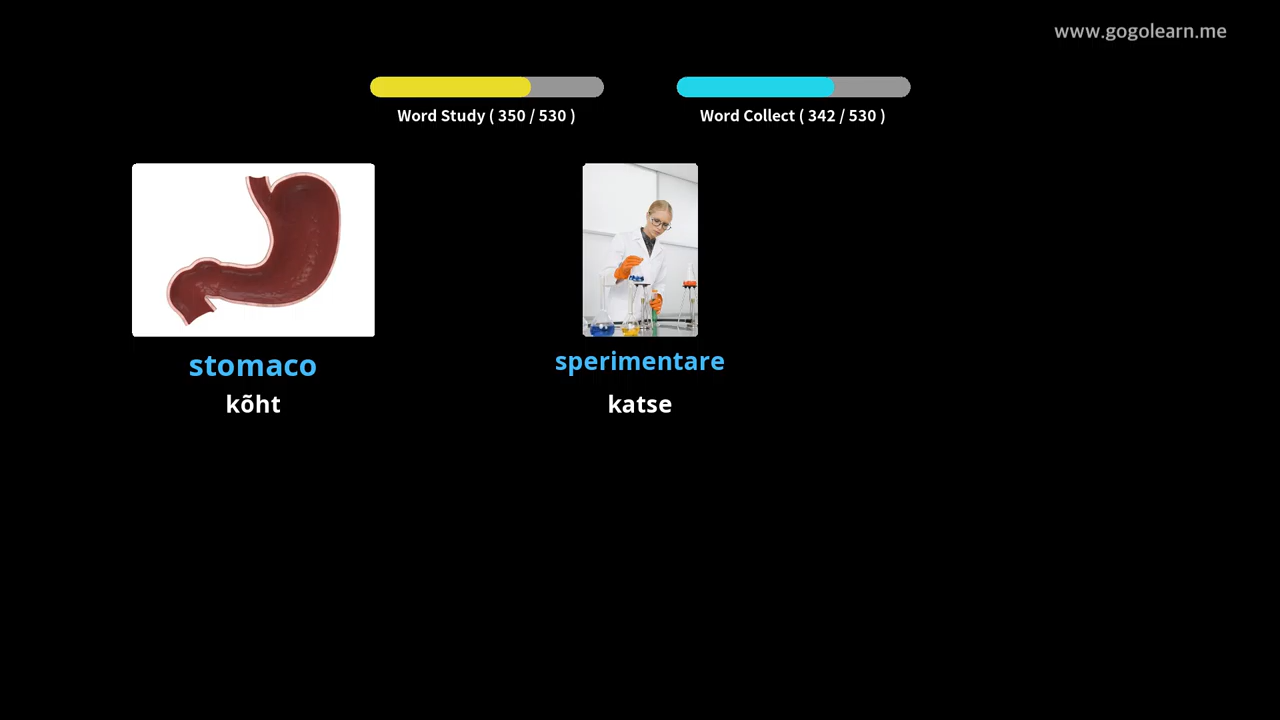 www.gogolearn.me
Word Study ( 350 / 530 )
Word Collect ( 342 / 530 )
stomaco
kõht
sperimentare
katse